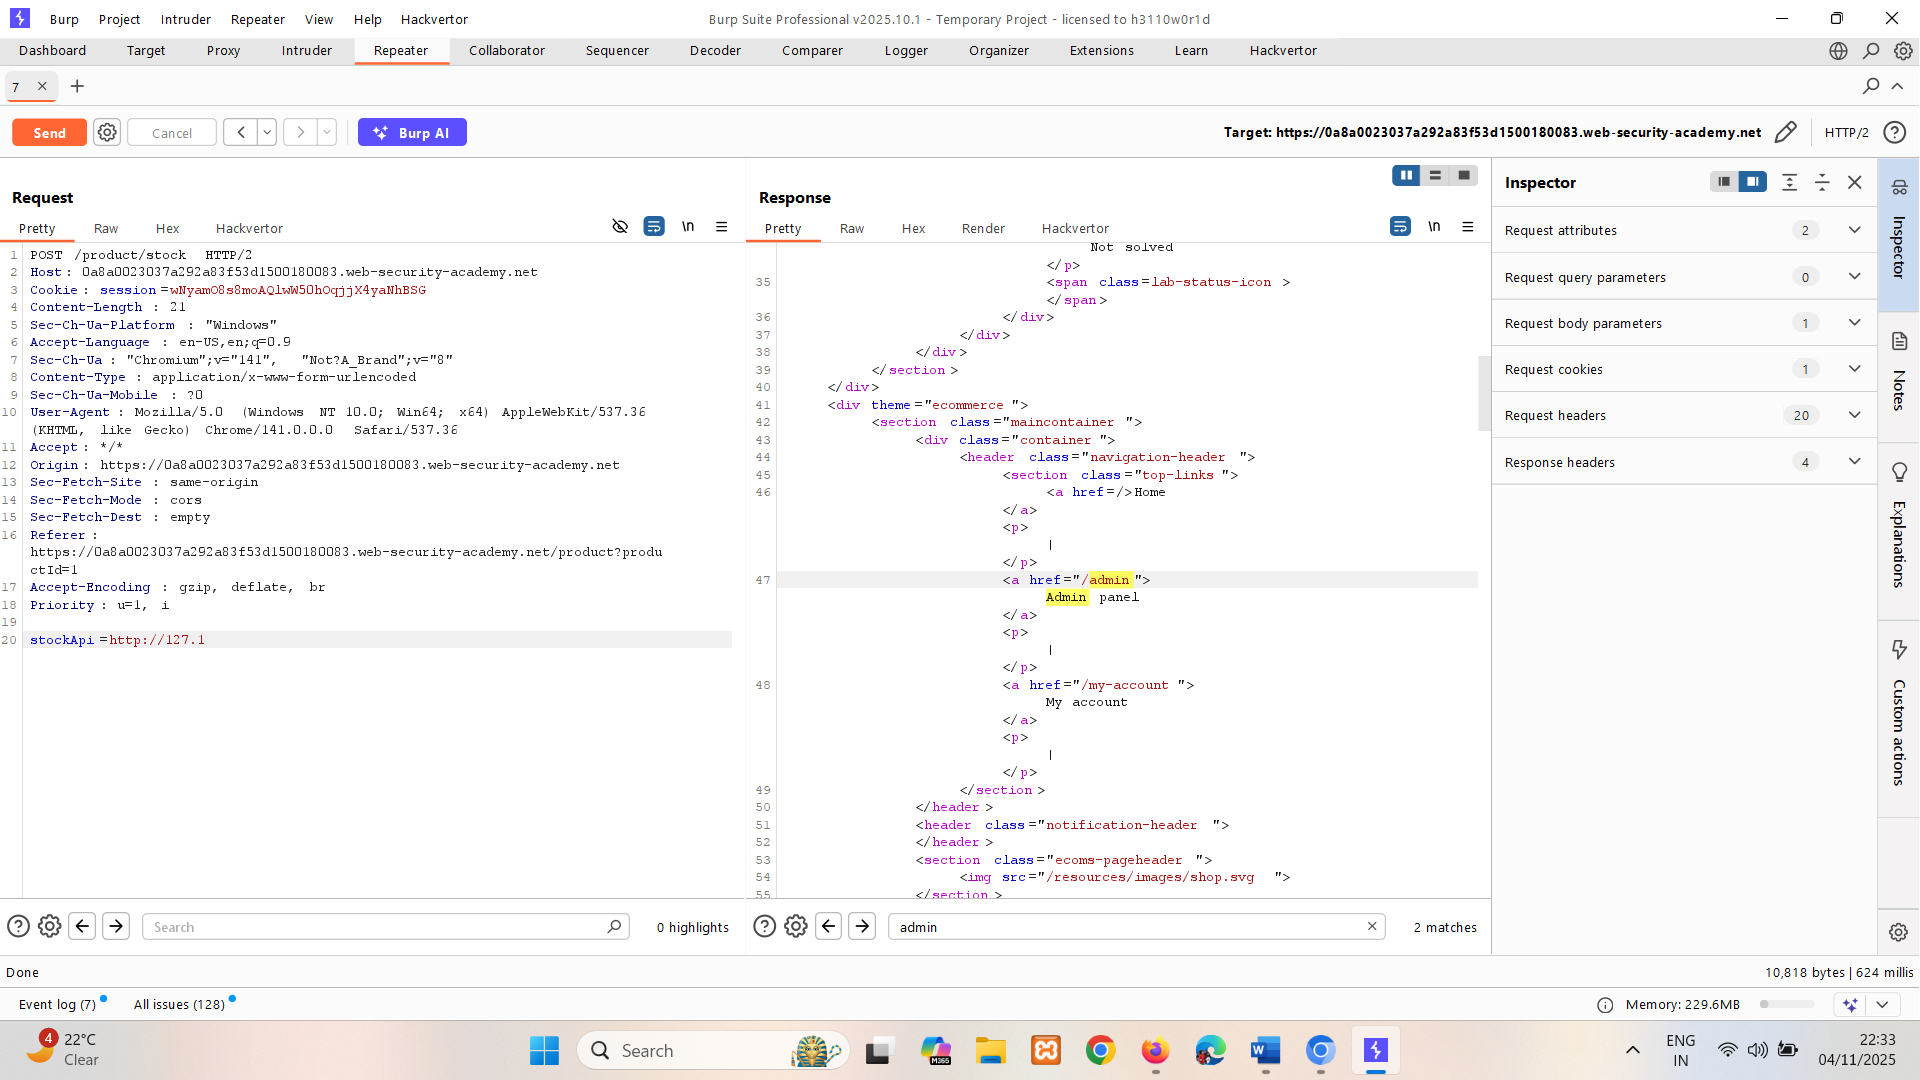 Burp Project Intruder Repeater View Help Hackvertor
Burp Suite Professional v2025.10.1 - Temporary Project - licensed to h3110w0r1d
Dashboard Target Proxy Intruder Repeater Collaborator Sequencer Decoder Comparer Logger Organizer Extensions Learn Hackvertor
7
Send Cancel Burp AI
Target: https://0a8a0023037a292a83f53d1500180083.web-security-academy.net
HTTP/2
Request
Pretty Raw Hex Hackvertor
\n
1 POST /product/stock HTTP/2
2 Host: 0a8a0023037a292a83f53d1500180083.web-security-academy.net
3 Cookie: session=wNyamO8s8moAQlwW5OhOqjjX4yaNhBSG
4 Content-Length: 21
5 Sec-Ch-Ua-Platform: "Windows"
6 Accept-Language: en-US,en;q=0.9
7 Sec-Ch-Ua: "Chromium";v="141", "Not?A_Brand";v="8"
8 Content-Type: application/x-www-form-urlencoded
9 Sec-Ch-Ua-Mobile: ?0
10 User-Agent: Mozilla/5.0 (Windows NT 10.0; Win64; x64) AppleWebKit/537.36
(KHTML, like Gecko) Chrome/141.0.0.0 Safari/537.36
11 Accept: */*
12 Origin: https://0a8a0023037a292a83f53d1500180083.web-security-academy.net
13 Sec-Fetch-Site: same-origin
14 Sec-Fetch-Mode: cors
15 Sec-Fetch-Dest: empty
16 Referer:
https://0a8a0023037a292a83f53d1500180083.web-security-academy.net/product?produ
ctId=1
17 Accept-Encoding: gzip, deflate, br
18 Priority: u=1, i
19
20 stockApi=http://127.1
Search
0 highlights
Response
Pretty Raw Hex Render Hackvertor
\n
Not solved
</p>
35 <span class=lab-status-icon >
</span>
36 </div>
37 </div>
38 </div>
39 </section>
40 </div>
41 <div theme="ecommerce">
42 <section class="maincontainer">
43 <div class="container">
44 <header class="navigation-header">
45 <section class="top-links">
46 <a href=/>Home
</a>
<p>
|
</p>
47 <a href="/admin">
Admin panel
</a>
<p>
|
</p>
48 <a href="/my-account">
My account
</a>
<p>
|
</p>
49 </section>
50 </header>
51 <header class="notification-header">
52 </header>
53 <section class="ecoms-pageheader">
54 <img src="/resources/images/shop.svg">
55 </section>
admin
2 matches
Inspector
Request attributes 2
Request query parameters 0
Request body parameters 1
Request cookies 1
Request headers 20
Response headers 4
Inspector
Notes
Explanations
Custom actions
Done
10,818 bytes | 624 millis
Event log (7) All issues (128)
Memory: 229.6MB
4
22°C
Clear
Search
M365
ENG
IN
22:33
04/11/2025